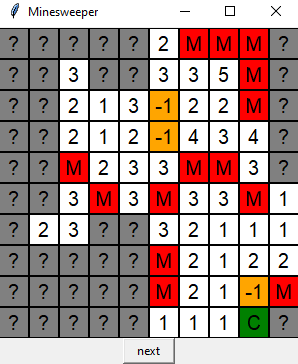 Minesweeper
? ? ? ? ? 2 M M M ?
? ? 3 ? ? 3 3 5 M ?
? ? 2 1 3 -1 2 2 M ?
? ? 2 1 2 -1 4 3 4 ?
? ? M 2 3 3 M M 3 ?
? ? 3 M 3 M 3 3 M 1
? 2 3 ? ? 3 2 1 1 1
? ? ? ? ? M 2 1 2 2
? ? ? ? ? M 2 1 -1 M
? ? ? ? ? 1 1 1 C ?
next